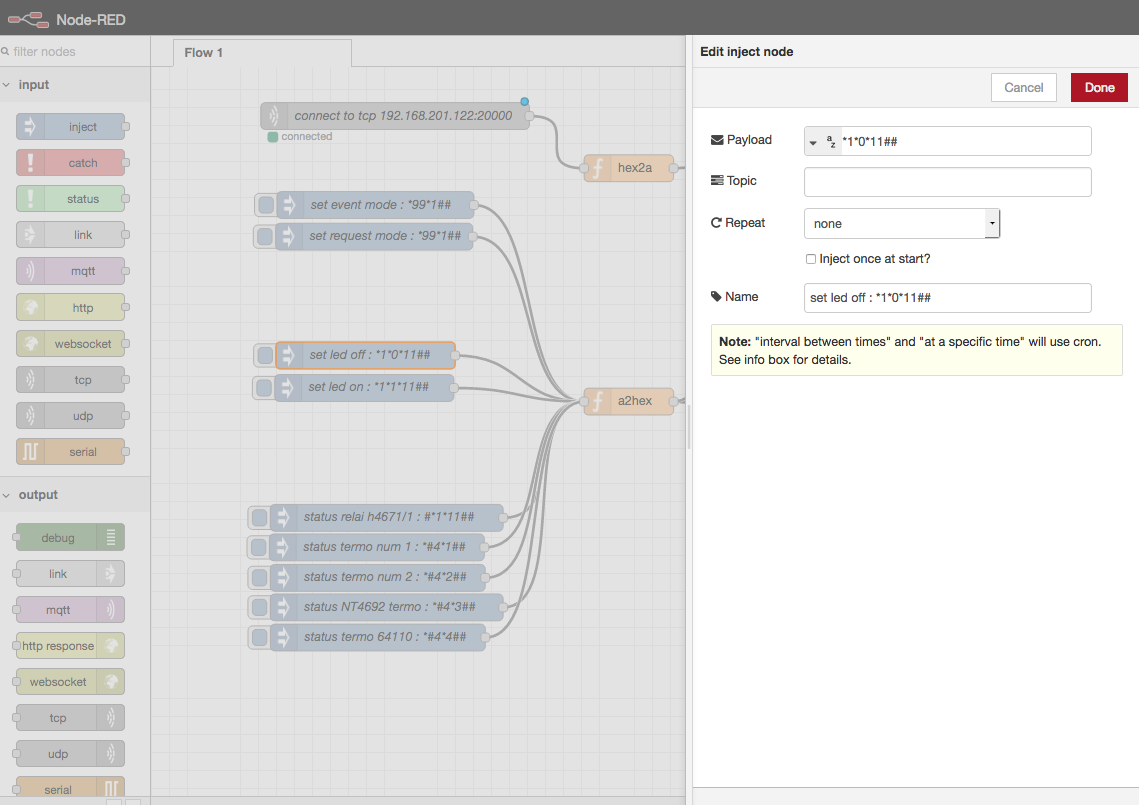 Node-RED
filter nodes
input
inject
catch
status
link
mqtt
http
websocket
tcp
udp
serial
output
debug
link
mqtt
http response
websocket
tcp
udp
serial
Flow 1
connect to tcp 192.168.201.122:20000
connected
hex2a
set event mode : *99*1##
set request mode : *99*1##
set led off : *1*0*11##
set led on : *1*1*11##
a2hex
status relai h4671/1 : #*1*11##
status termo num 1 : *#4*1##
status termo num 2 : *#4*2##
status NT4692 termo : *#4*3##
status termo 64110 : *#4*4##
Edit inject node
Cancel
Done
Payload
az
*1*0*11##
Topic
Repeat
none
Inject once at start?
Name
set led off : *1*0*11##
Note: "interval between times" and "at a specific time" will use cron.
See info box for details.